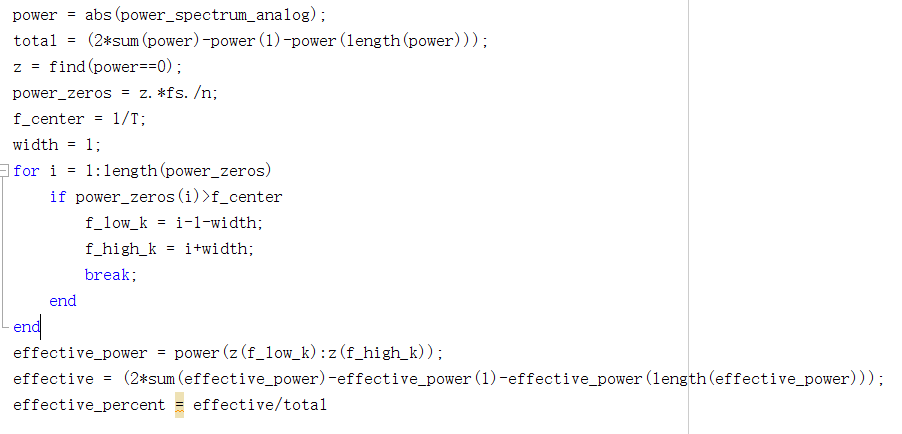 power = abs(power_spectrum_analog);
total = (2*sum(power)-power(1)-power(length(power)));
z = find(power==0);
power_zeros = z.*fs./n;
f_center = 1/T;
width = 1;
for i = 1:length(power_zeros)
    if power_zeros(i)>f_center
        f_low_k = i-1-width;
        f_high_k = i+width;
        break;
    end
end
effective_power = power(z(f_low_k):z(f_high_k));
effective = (2*sum(effective_power)-effective_power(1)-effective_power(length(effective_power)));
effective_percent = effective/total